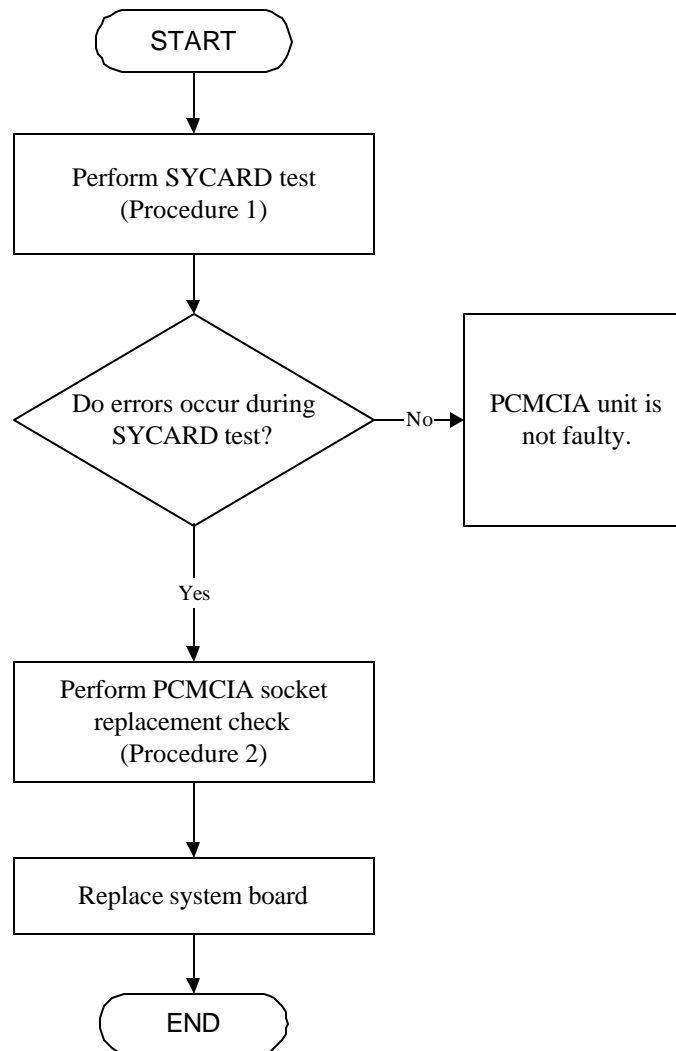 START
Perform SYCARD test
(Procedure 1)
Do errors occur during
SYCARD test?
No
PCMCIA unit is
not faulty.
Yes
Perform PCMCIA socket
replacement check
(Procedure 2)
Replace system board
END